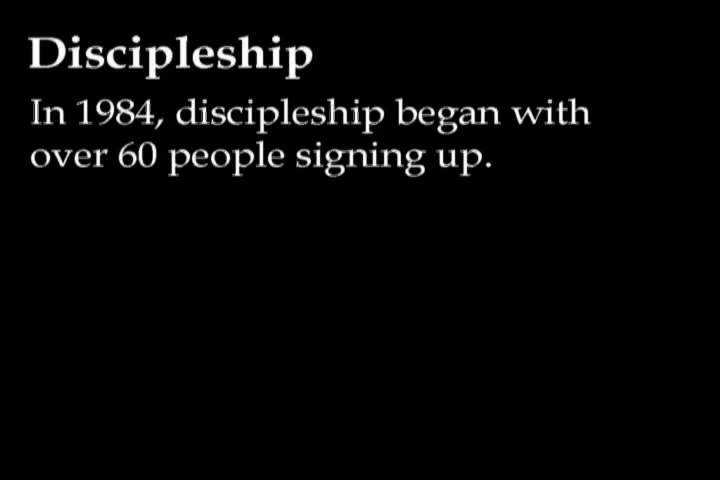 Discipleship
In 1984, discipleship began with
over 60 people signing up.